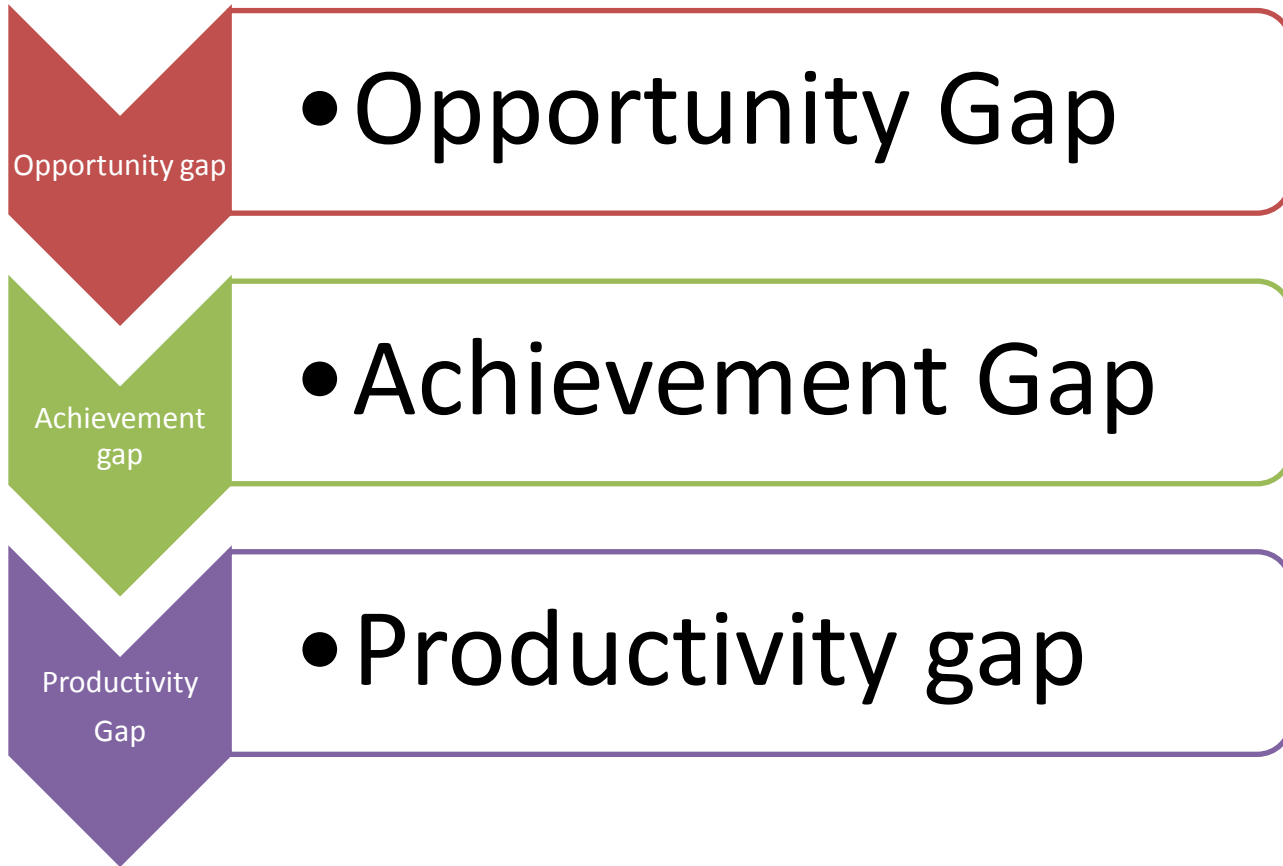 Opportunity gap
•Opportunity Gap
Achievement
gap
•Achievement Gap
Productivity
Gap
•Productivity gap